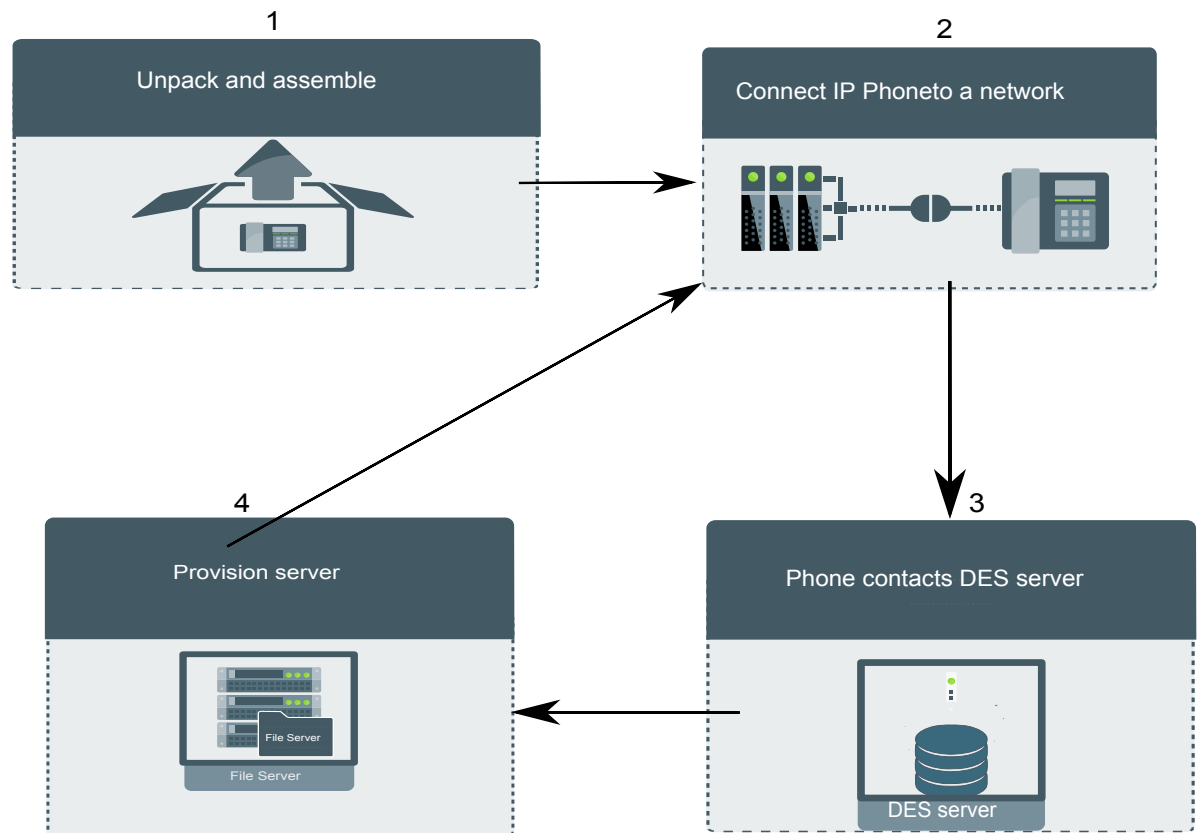 1
Unpack and assemble
2
Connect IP Phoneto a network
3
Phone contacts DES server
DES server
4
Provision server
File Server
File Server